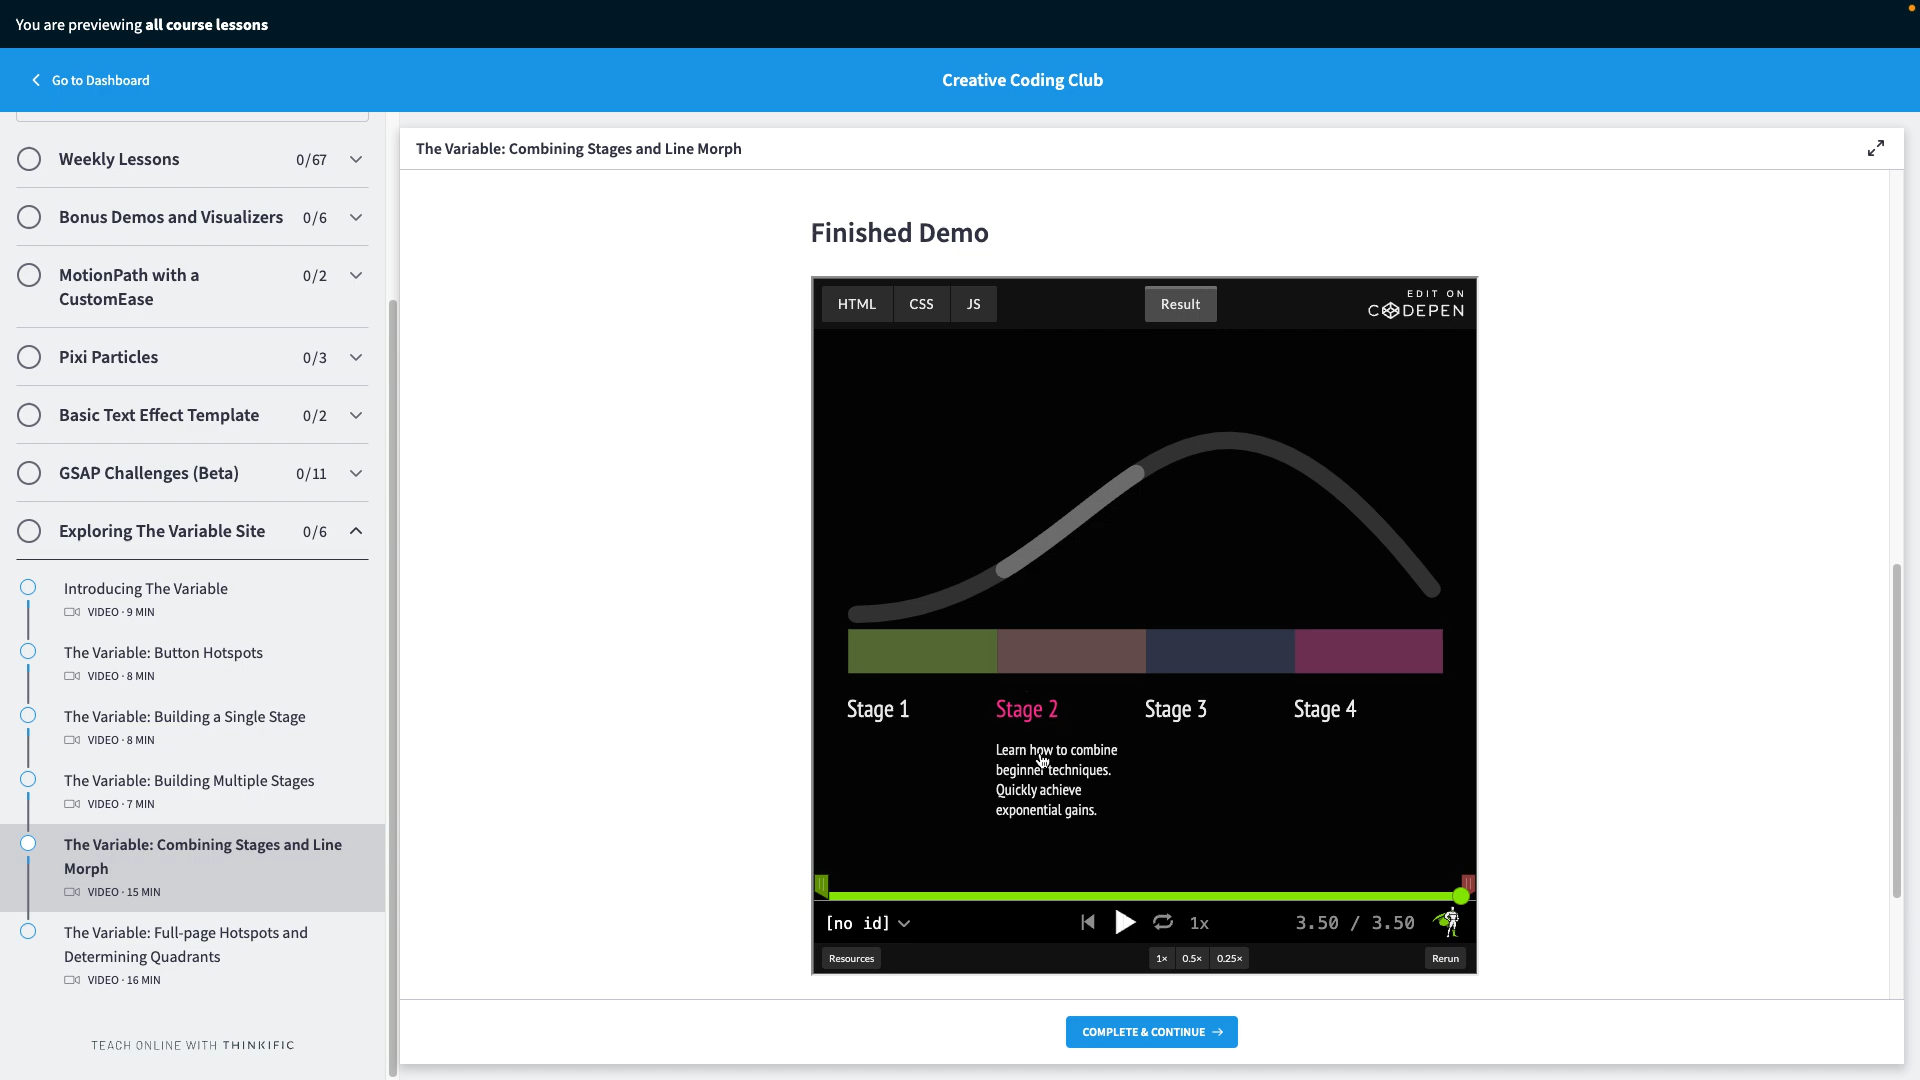 You are previewing all course lessons
Go to Dashboard
Creative Coding Club
Weekly Lessons 0/67
Bonus Demos and Visualizers 0/6
MotionPath with a 0/2
CustomEase
Pixi Particles 0/3
Basic Text Effect Template 0/2
GSAP Challenges (Beta) 0/11
Exploring The Variable Site 0/6
Introducing The Variable
VIDEO · 9 MIN
The Variable: Button Hotspots
VIDEO · 8 MIN
The Variable: Building a Single Stage
VIDEO · 8 MIN
The Variable: Building Multiple Stages
VIDEO · 7 MIN
The Variable: Combining Stages and Line
Morph
VIDEO · 15 MIN
The Variable: Full-page Hotspots and
Determining Quadrants
VIDEO · 16 MIN
TEACH ONLINE WITH THINKIFIC
The Variable: Combining Stages and Line Morph
Finished Demo
HTML CSS JS Result EDIT ON
CODEPEN
Stage 1 Stage 2 Stage 3 Stage 4
Learn how to combine
beginner techniques.
Quickly achieve
exponential gains.
[no id] 1x 3.50 / 3.50
Resources 1× 0.5× 0.25× Rerun
COMPLETE & CONTINUE →